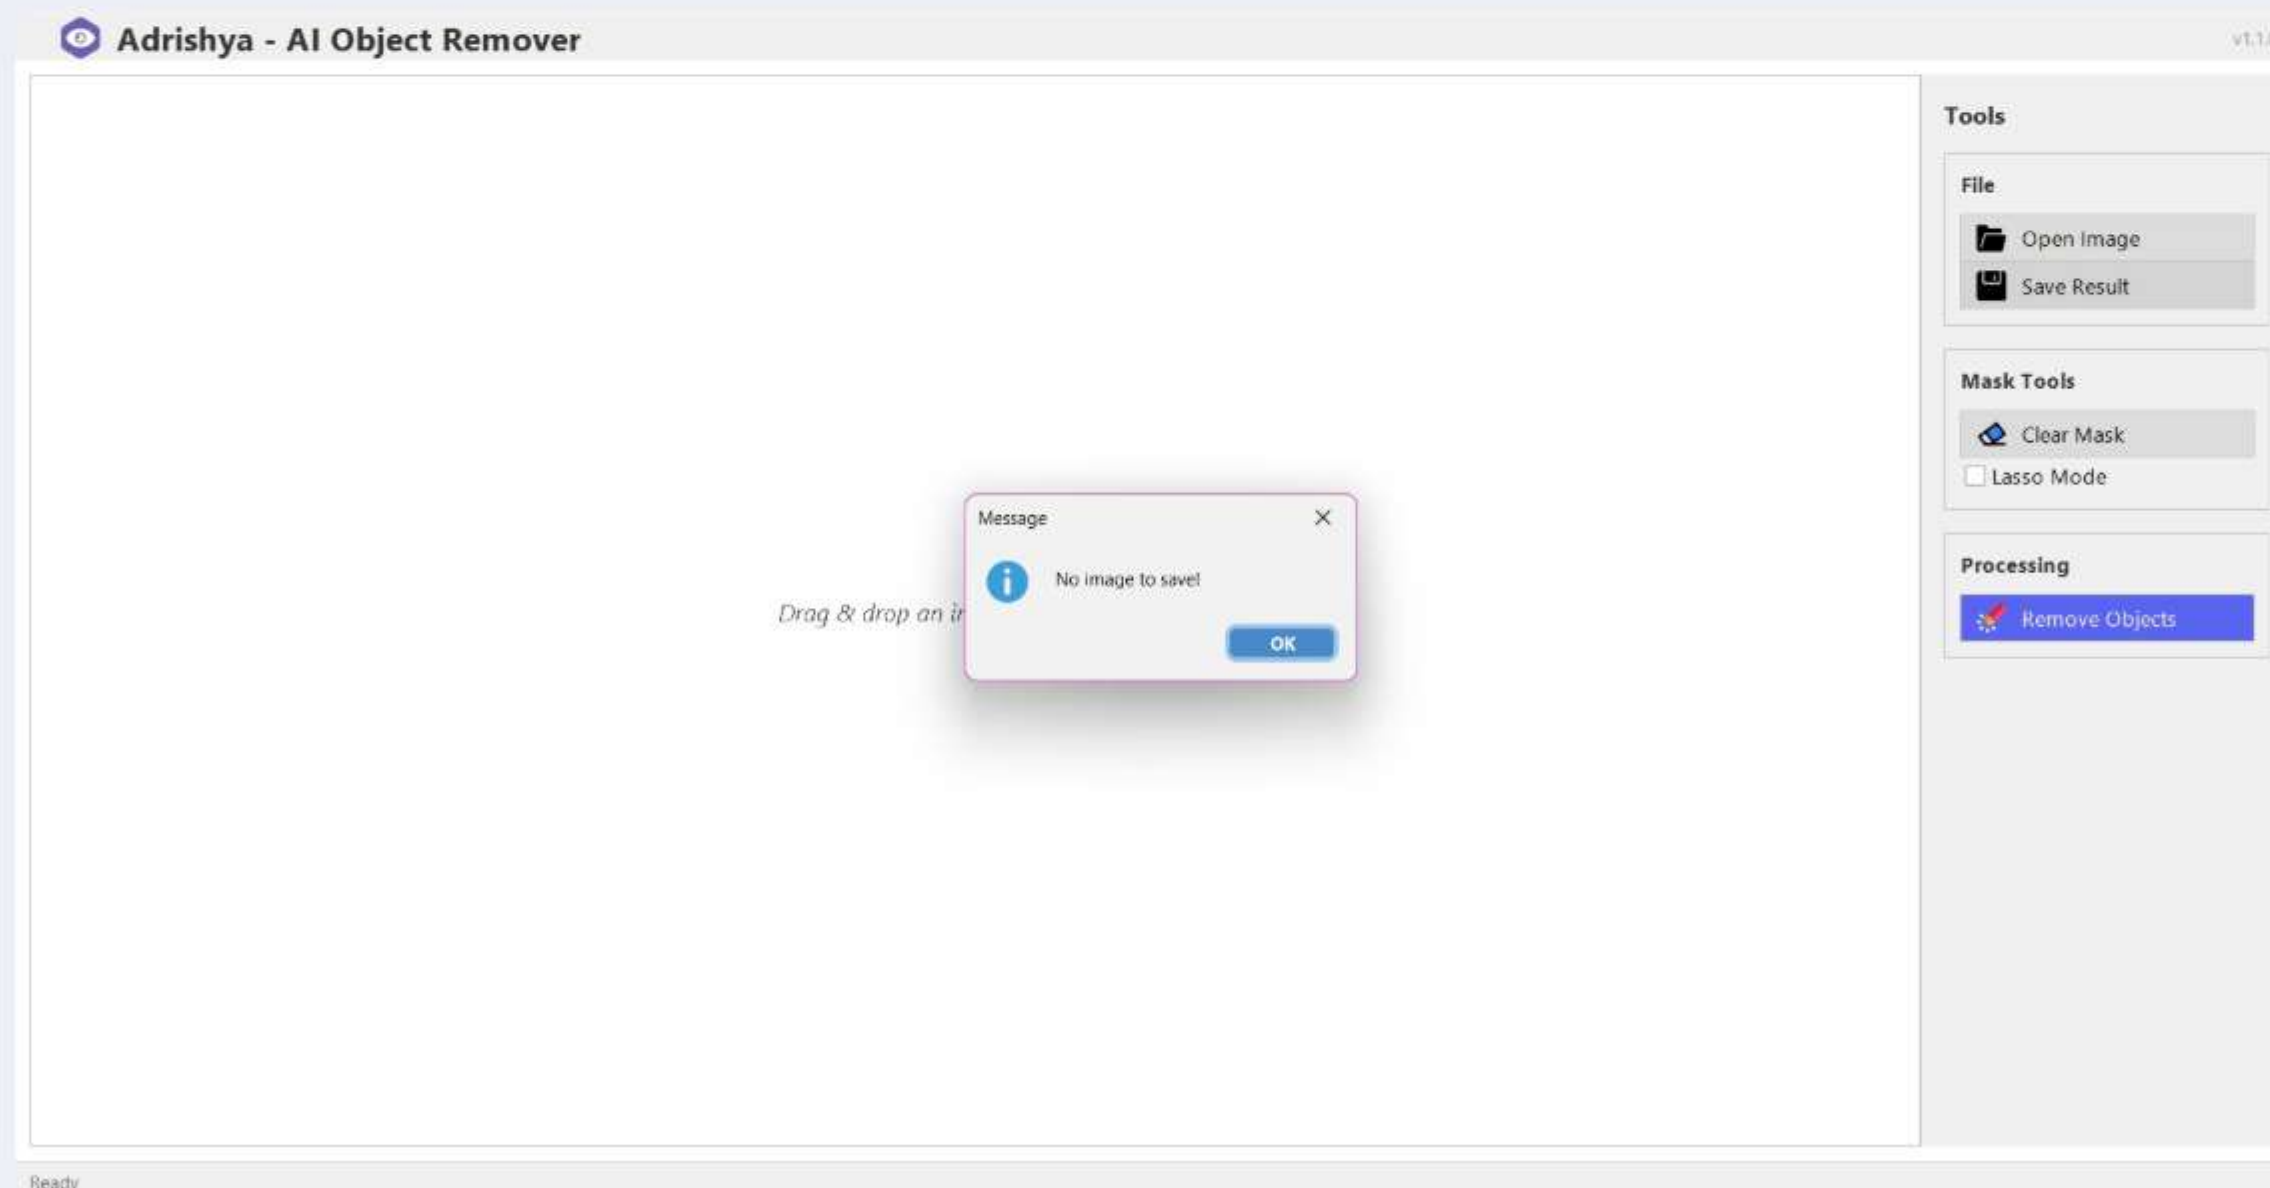 Adrishya - AI Object Remover
Tools
File
Open Image
Save Result
Mask Tools
Clear Mask
Lasso Mode
Message
No image to save!
OK
Drag & drop an
Processing
Remove Objects
Ready